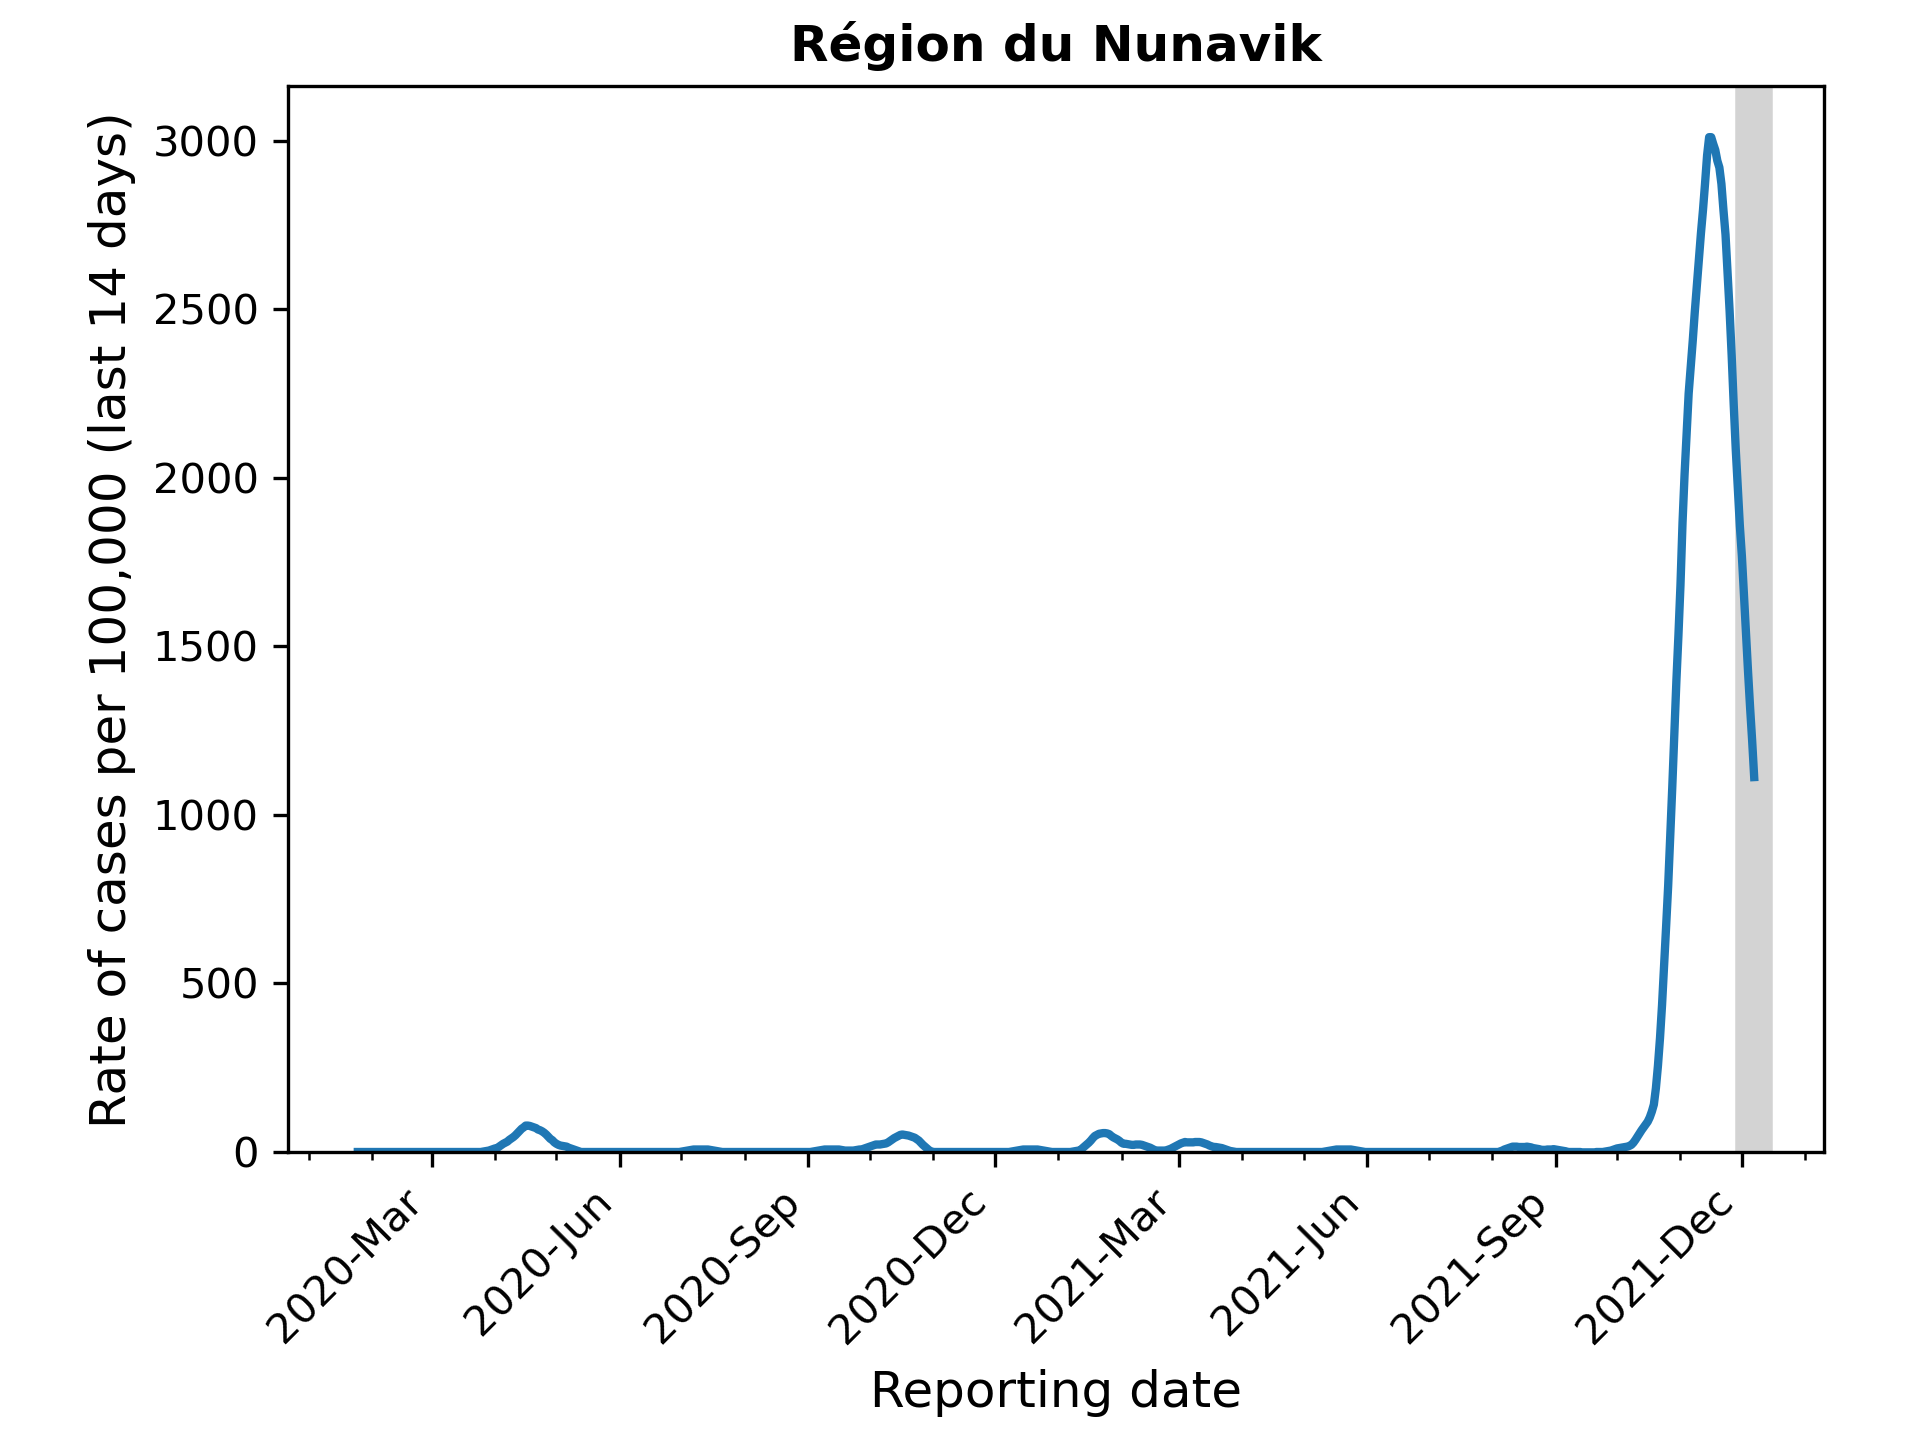 Région du Nunavik
Rate of cases per 100,000 (last 14 days)
3000
2500
2000
1500
1000
500
0
2020-Mar
2020-Jun
2020-Sep
2020-Dec
2021-Mar
2021-Jun
2021-Sep
2021-Dec
Reporting date